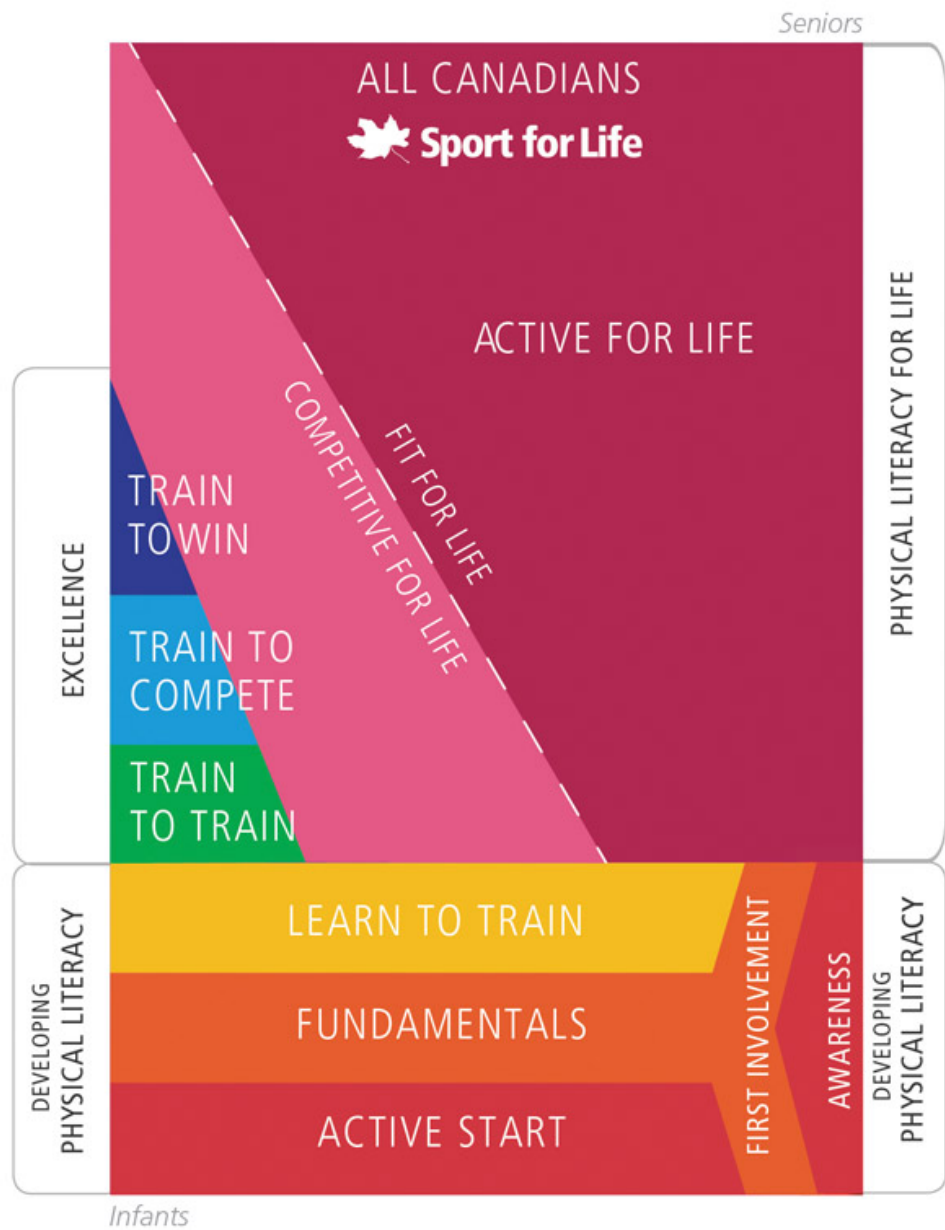 Seniors
ALL CANADIANS
Sport for Life
ACTIVE FOR LIFE
PHYSICAL LITERACY FOR LIFE
FIT FOR LIFE
COMPETITIVE FOR LIFE
EXCELLENCE
TRAIN
TO WIN
TRAIN TO
COMPETE
TRAIN
TO TRAIN
DEVELOPING
PHYSICAL LITERACY
LEARN TO TRAIN
FUNDAMENTALS
ACTIVE START
FIRST INVOLVEMENT
AWARENESS
DEVELOPING
PHYSICAL LITERACY
Infants